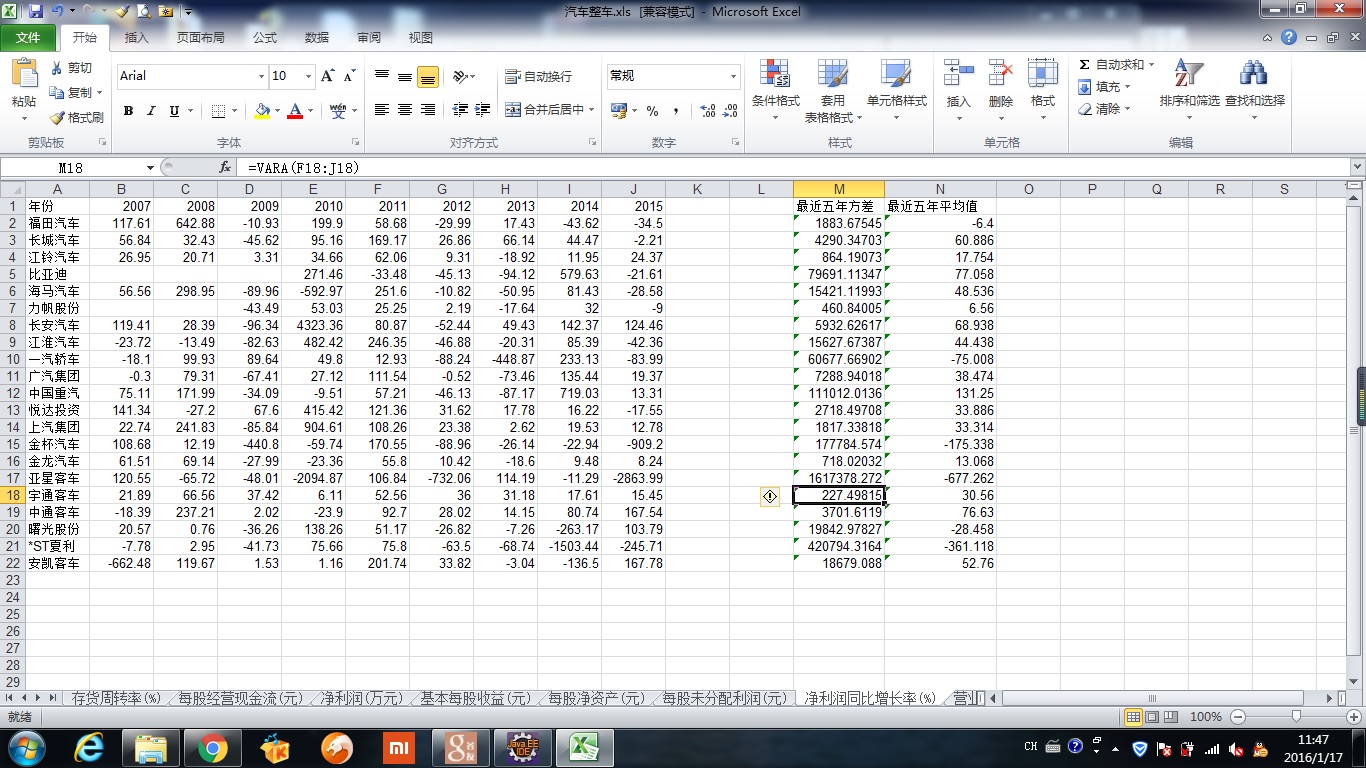 汽车整车.xls [兼容模式] - Microsoft Excel
文件 开始 插入 页面布局 公式 数据 审阅 视图
剪切 Arial 10 自动换行 常规 Σ 自动求和
粘贴 复制 条件格式 套用 单元格样式 插入 删除 格式 填充 排序和筛选 查找和选择
格式刷 B I U A wén 文 合并后居中 % , 表格格式 清除
剪贴板 字体 对齐方式 数字 样式 单元格 编辑
M18 fx =VARA(F18:J18)
A B C D E F G H I J K L M N O P Q R S
1 年份 2007 2008 2009 2010 2011 2012 2013 2014 2015 最近五年方差 最近五年平均值
2 福田汽车 117.61 642.88 -10.93 199.9 58.68 -29.99 17.43 -43.62 -34.5 1883.67545 -6.4
3 长城汽车 56.84 32.43 -45.62 95.16 169.17 26.86 66.14 44.47 -2.21 4290.34703 60.886
4 江铃汽车 26.95 20.71 3.31 34.66 62.06 9.31 -18.92 11.95 24.37 864.19073 17.754
5 比亚迪 271.46 -33.48 -45.13 -94.12 579.63 -21.61 79691.11347 77.058
6 海马汽车 56.56 298.95 -89.96 -592.97 251.6 -10.82 -50.95 81.43 -28.58 15421.11993 48.536
7 力帆股份 -43.49 53.03 25.25 2.19 -17.64 32 -9 460.84005 6.56
8 长安汽车 119.41 28.39 -96.34 4323.36 80.87 -52.44 49.43 142.37 124.46 5932.62617 68.938
9 江淮汽车 -23.72 -13.49 -82.63 482.42 246.35 -46.88 -20.31 85.39 -42.36 15627.67387 44.438
10 一汽轿车 -18.1 99.93 89.64 49.8 12.93 -88.24 -448.87 233.13 -83.99 60677.66902 -75.008
11 广汽集团 -0.3 79.31 -67.41 27.12 111.54 -0.52 -73.46 135.44 19.37 7288.94018 38.474
12 中国重汽 75.11 171.99 -34.09 -9.51 57.21 -46.13 -87.17 719.03 13.31 111012.0136 131.25
13 悦达投资 141.34 -27.2 67.6 415.42 121.36 31.62 17.78 16.22 -17.55 2718.49708 33.886
14 上汽集团 22.74 241.83 -85.84 904.61 108.26 23.38 2.62 19.53 12.78 1817.33818 33.314
15 金杯汽车 108.68 12.19 -440.8 -59.74 170.55 -88.96 -26.14 -22.94 -909.2 177784.574 -175.338
16 金龙汽车 61.51 69.14 -27.99 -23.36 55.8 10.42 -18.6 9.48 8.24 718.02032 13.068
17 亚星客车 120.55 -65.72 -48.01 -2094.87 106.84 -732.06 114.19 -11.29 -2863.99 1617378.272 -677.262
18 宇通客车 21.89 66.56 37.42 6.11 52.56 36 31.18 17.61 15.45 227.49815 30.56
19 中通客车 -18.39 237.21 2.02 -23.9 92.7 28.02 14.15 80.74 167.54 3701.6119 76.63
20 曙光股份 20.57 0.76 -36.26 138.26 51.17 -26.82 -7.26 -263.17 103.79 19842.97827 -28.458
21 *ST夏利 -7.78 2.95 -41.73 75.66 75.8 -63.5 -68.74 -1503.44 -245.71 420794.3164 -361.118
22 安凯客车 -662.48 119.67 1.53 1.16 201.74 33.82 -3.04 -136.5 167.78 18679.088 52.76
23
24
25
26
27
28
29
存货周转率(%) 每股经营现金流(元) 净利润(万元) 基本每股收益(元) 每股净资产(元) 每股未分配利润(元) 净利润同比增长率(%) 营业
就绪 100%
CH 11:47
2016/1/17
mi
Java EE
IDE